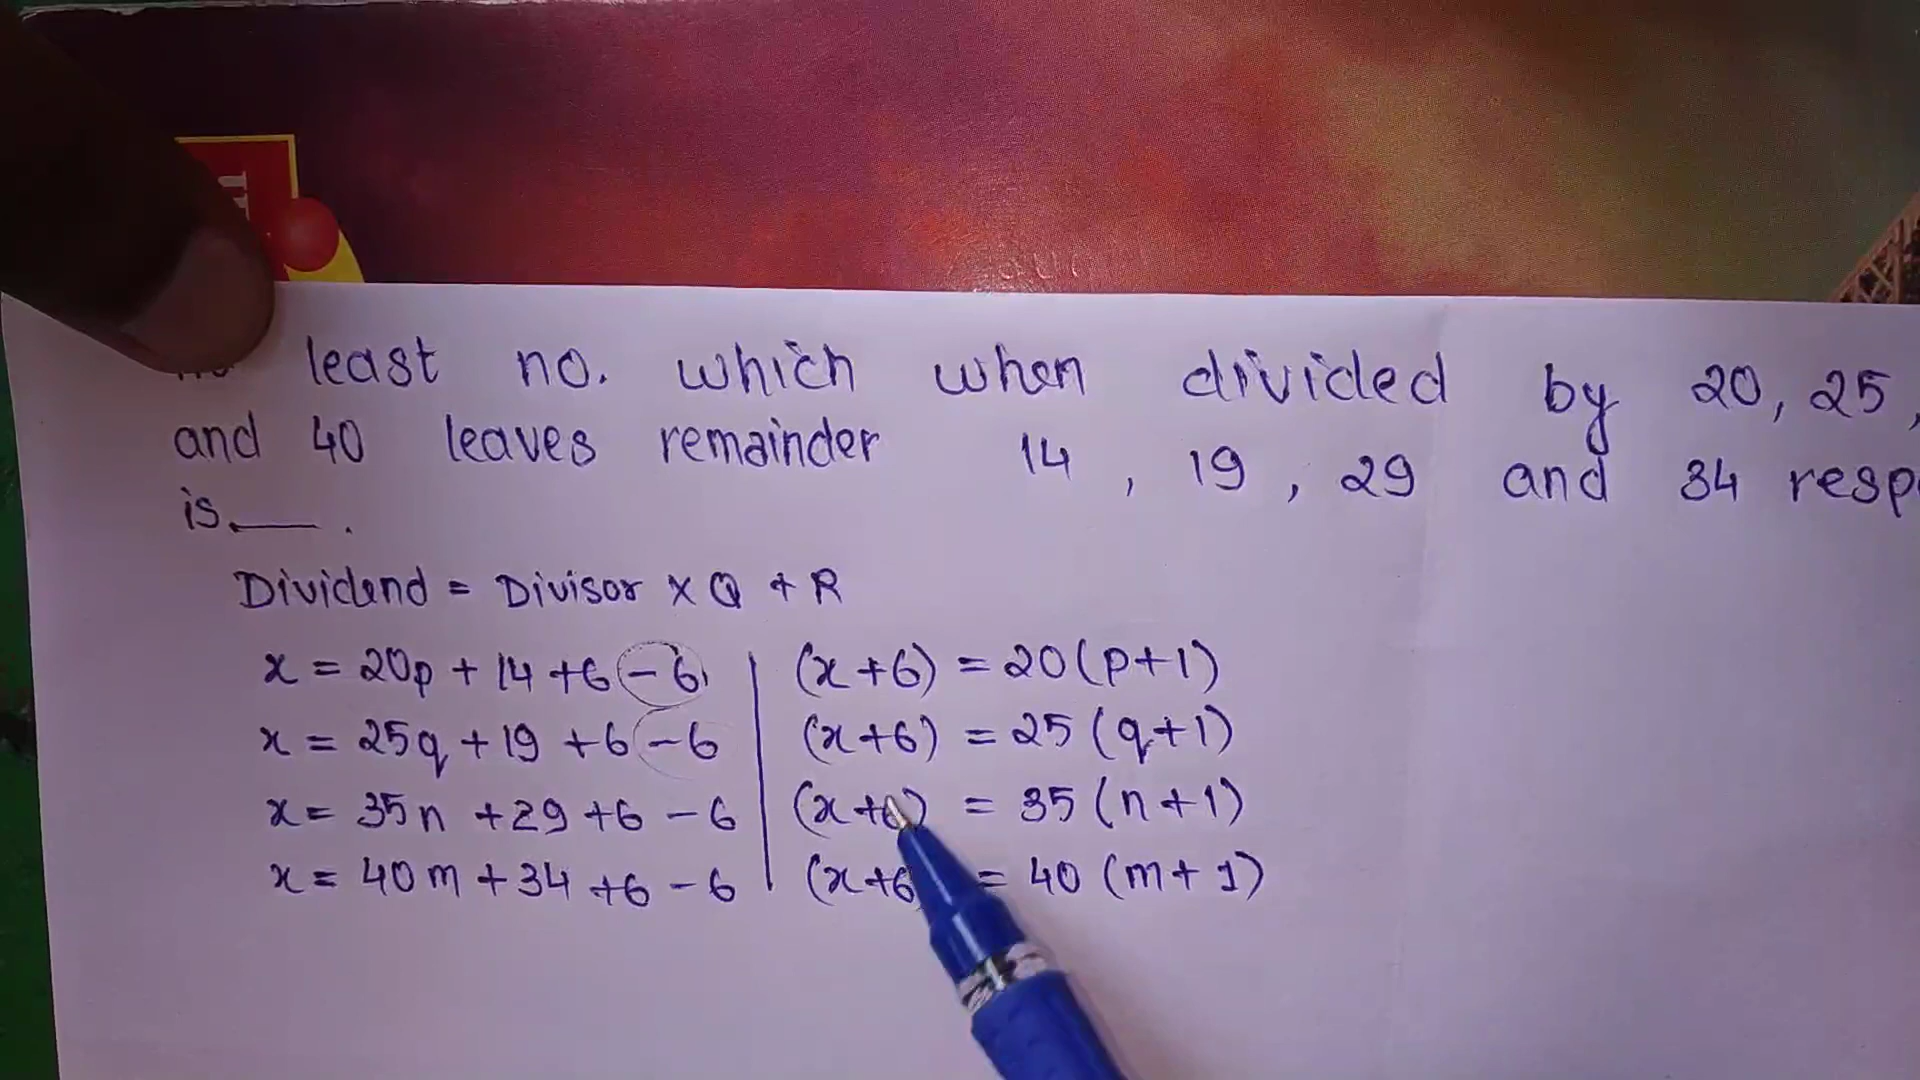 least no. which when divided by 20, 25,
and 40 leaves remainder 14, 19, 29 and 34
is ___.
Dividend = Divisor × Q + R
x = 20p + 14 + 6 - 6
x = 25q + 19 + 6 - 6
x = 35n + 29 + 6 - 6
x = 40m + 34 + 6 - 6
(x+6) = 20(p+1)
(x+6) = 25(q+1)
(x+6) = 35(n+1)
(x+6 = 40(m+1)